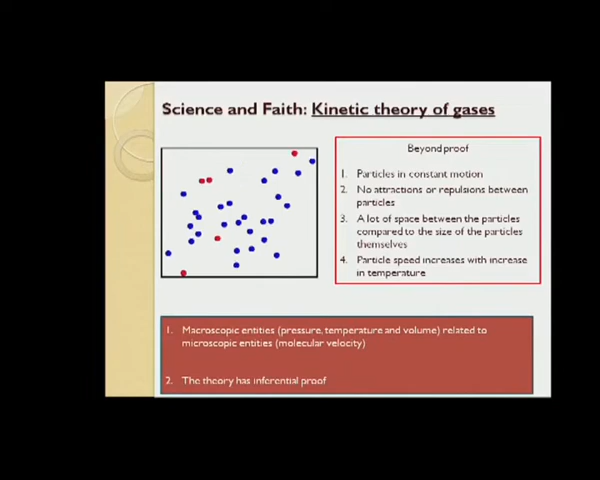 Science and Faith: Kinetic theory of gases
Beyond proof
1. Particles in constant motion
2. No attractions or repulsions between
particles
3. A lot of space between the particles
compared to the size of the particles
themselves
4. Particle speed increases with increase
in temperature
1. Macroscopic entities (pressure, temperature and volume) related to
microscopic entities (molecular velocity)
2. The theory has inferential proof